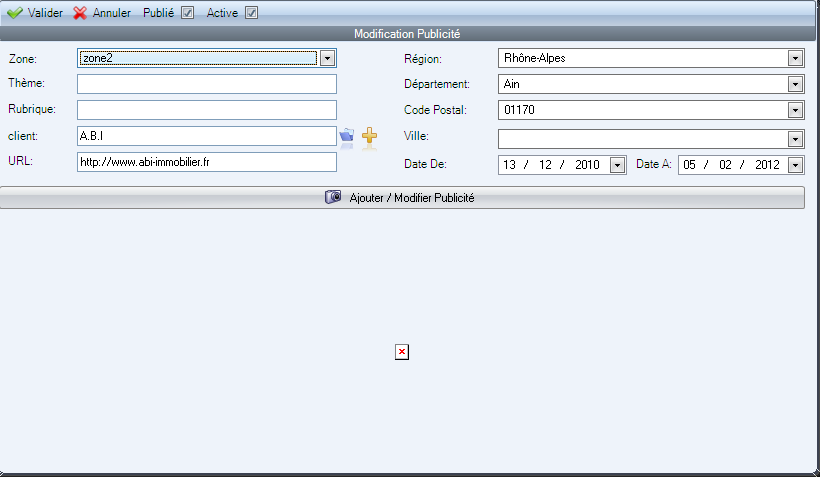 Valider Annuler Publié Active
Modification Publicité
Zone: zone2 Région: Rhône-Alpes
Thème: Département: Ain
Rubrique: Code Postal: 01170
client: A.B.I Ville:
URL: http://www.abi-immobilier.fr Date De: 13 / 12 / 2010 Date A: 05 / 02 / 2012
Ajouter / Modifier Publicité